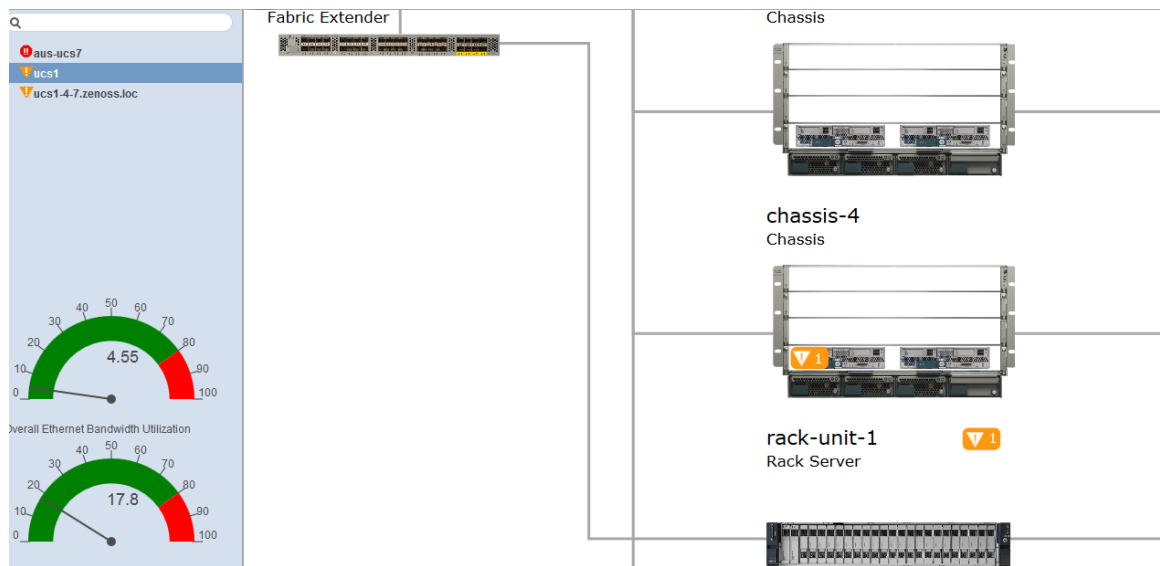 aus-ucs7
ucs1
ucs1-4-7.zenoss.loc
0
10
20
30
40
50
60
70
80
90
100
4.55
Overall Ethernet Bandwidth Utilization
0
10
20
30
40
50
60
70
80
90
100
17.8
Fabric Extender
Chassis
chassis-4
Chassis
1
rack-unit-1
1
Rack Server